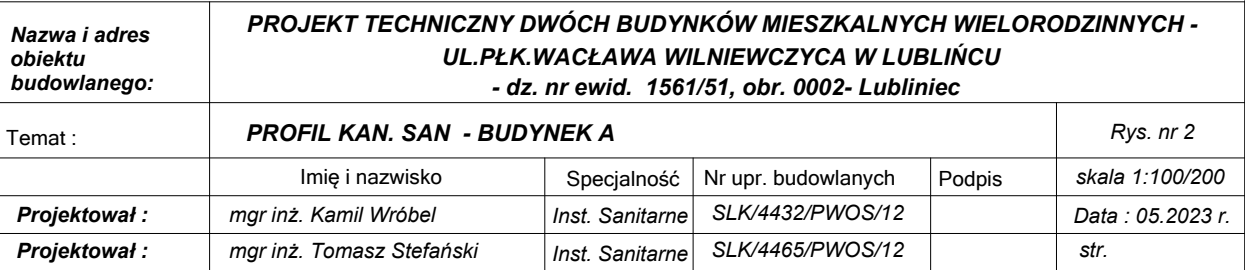 Nazwa i adres
obiektu
budowlanego:
PROJEKT TECHNICZNY DWÓCH BUDYNKÓW MIESZKALNYCH WIELORODZINNYCH -
UL.PŁK.WACŁAWA WILNIEWCZYCA W LUBLIŃCU
- dz. nr ewid. 1561/51, obr. 0002- Lubliniec
Temat : PROFIL KAN. SAN - BUDYNEK A Rys. nr 2
Imię i nazwisko Specjalność Nr upr. budowlanych Podpis skala 1:100/200
Projektował : mgr inż. Kamil Wróbel Inst. Sanitarne SLK/4432/PWOS/12 Data : 05.2023 r.
Projektował : mgr inż. Tomasz Stefański Inst. Sanitarne SLK/4465/PWOS/12 str.